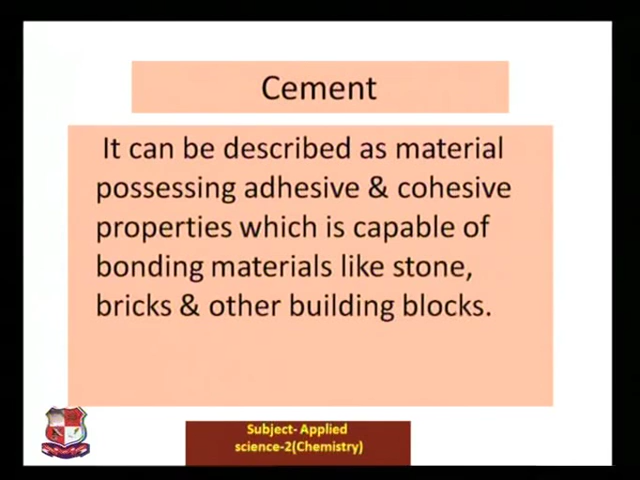 Cement
It can be described as material
possessing adhesive & cohesive
properties which is capable of
bonding materials like stone,
bricks & other building blocks.
Subject- Applied
science-2(Chemistry)